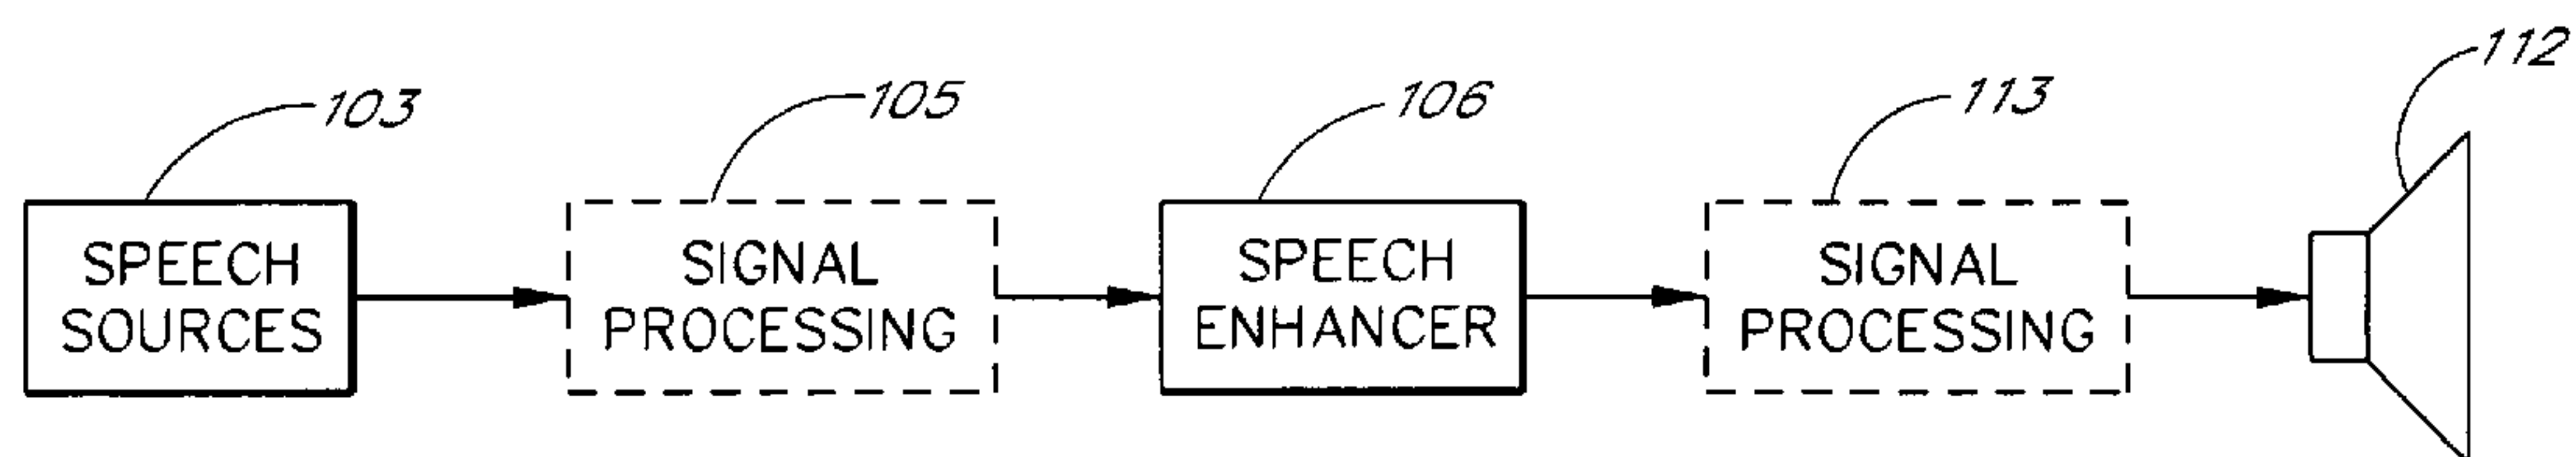 112
103
105
106
113
SPEECH
SOURCES
SIGNAL
PROCESSING
SPEECH
ENHANCER
SIGNAL
PROCESSING